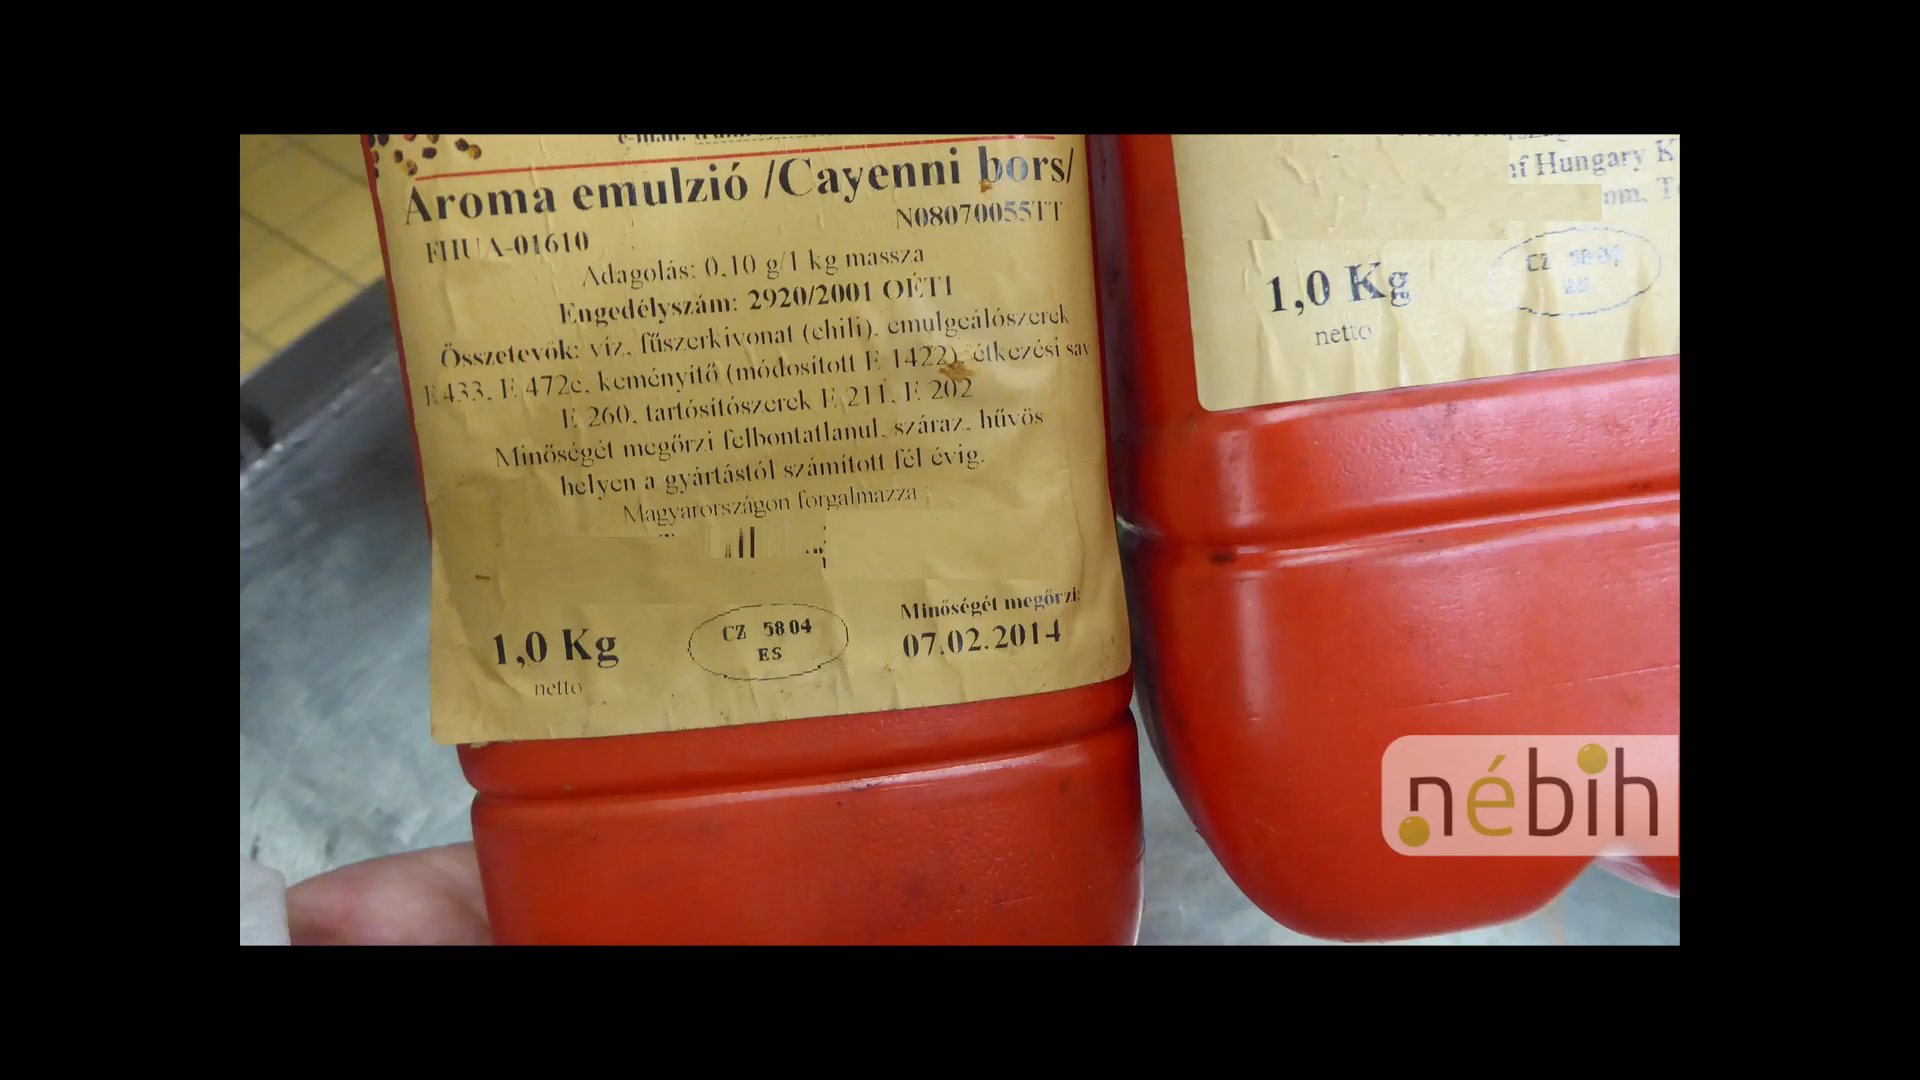 Aroma emulzió /Cayenni bors/
N08070055TT
FHUA-01610
Adagolás: 0,10 g/1 kg massza
Engedélyszám: 2920/2001 OÉTI
Összetevők: víz, fűszerkivonat (chili), emulgeálószerek
E 433, E 472c, keményítő (módosított E 1422), étkezési sav
E 260, tartósítószerek E 211, E 202
Minőségét megőrzi felbontatlanul, száraz, hűvös
helyen a gyártástól számított fél évig.
Magyarországon forgalmazza
1,0 Kg
netto
CZ 5804
ES
Minőségét megőrzi:
07.02.2014
Hungary K
1,0 Kg
netto
CZ
nébih